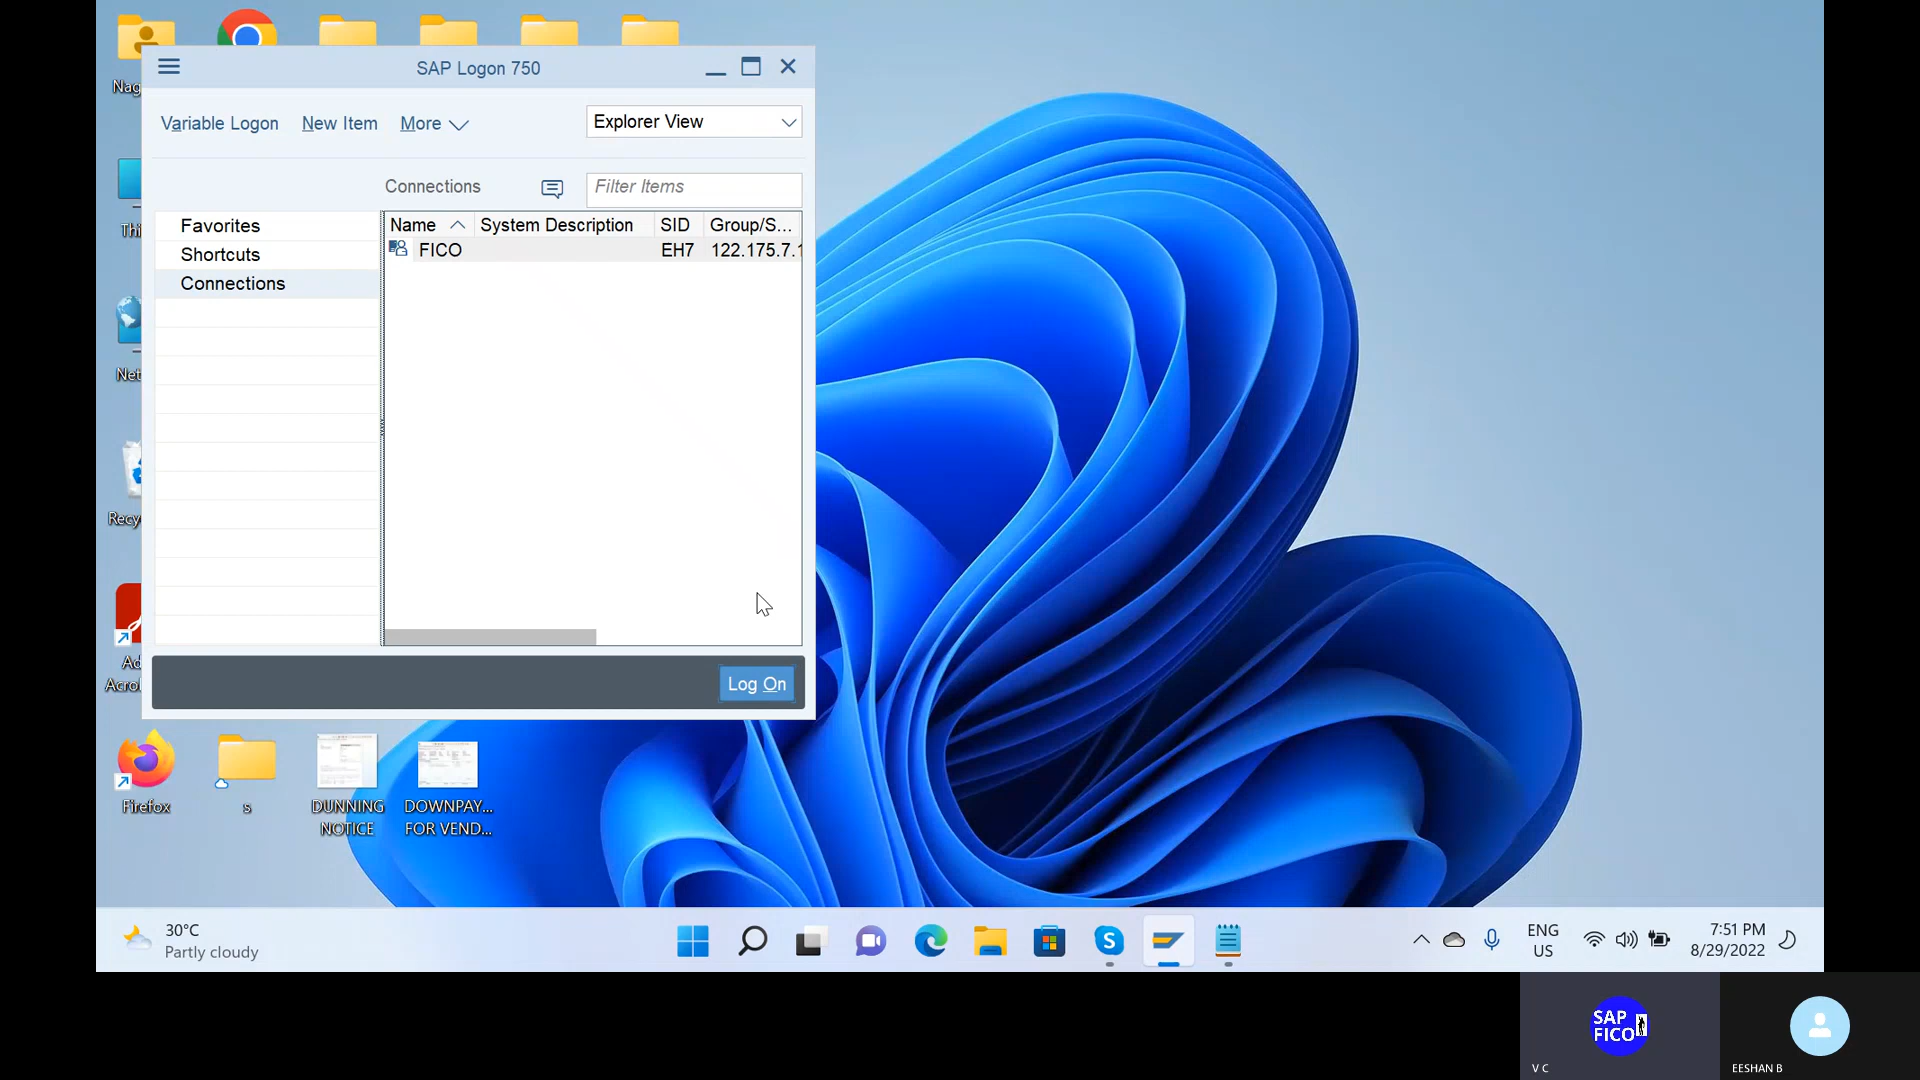 SAP Logon 750
Variable Logon New Item More
Explorer View
Connections
Filter Items
Favorites
Shortcuts
Connections
Name System Description SID Group/S...
FICO EH7 122.175.7.1
Log On
Nag
Thi
Net
Recy
Ad
Acrol
Firefox
s
DUNNING
NOTICE
DOWNPAY...
FOR VEND...
30°C
Partly cloudy
ENG
US
7:51 PM
8/29/2022
SAP
FICO
V C
EESHAN B